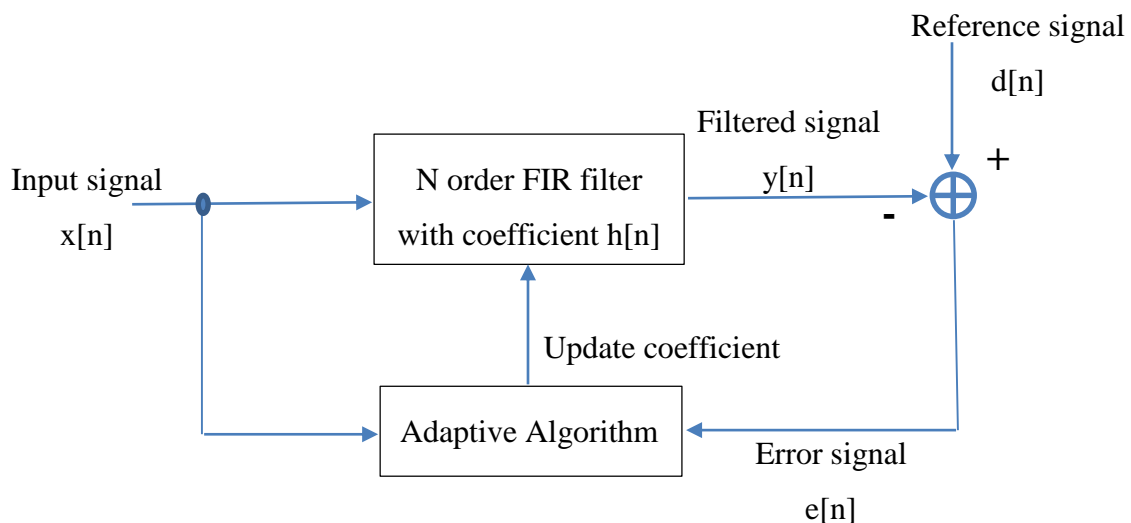 Reference signal
d[n]
+
Filtered signal
y[n]
-
Input signal
x[n]
N order FIR filter
with coefficient h[n]
Update coefficient
Adaptive Algorithm
Error signal
e[n]